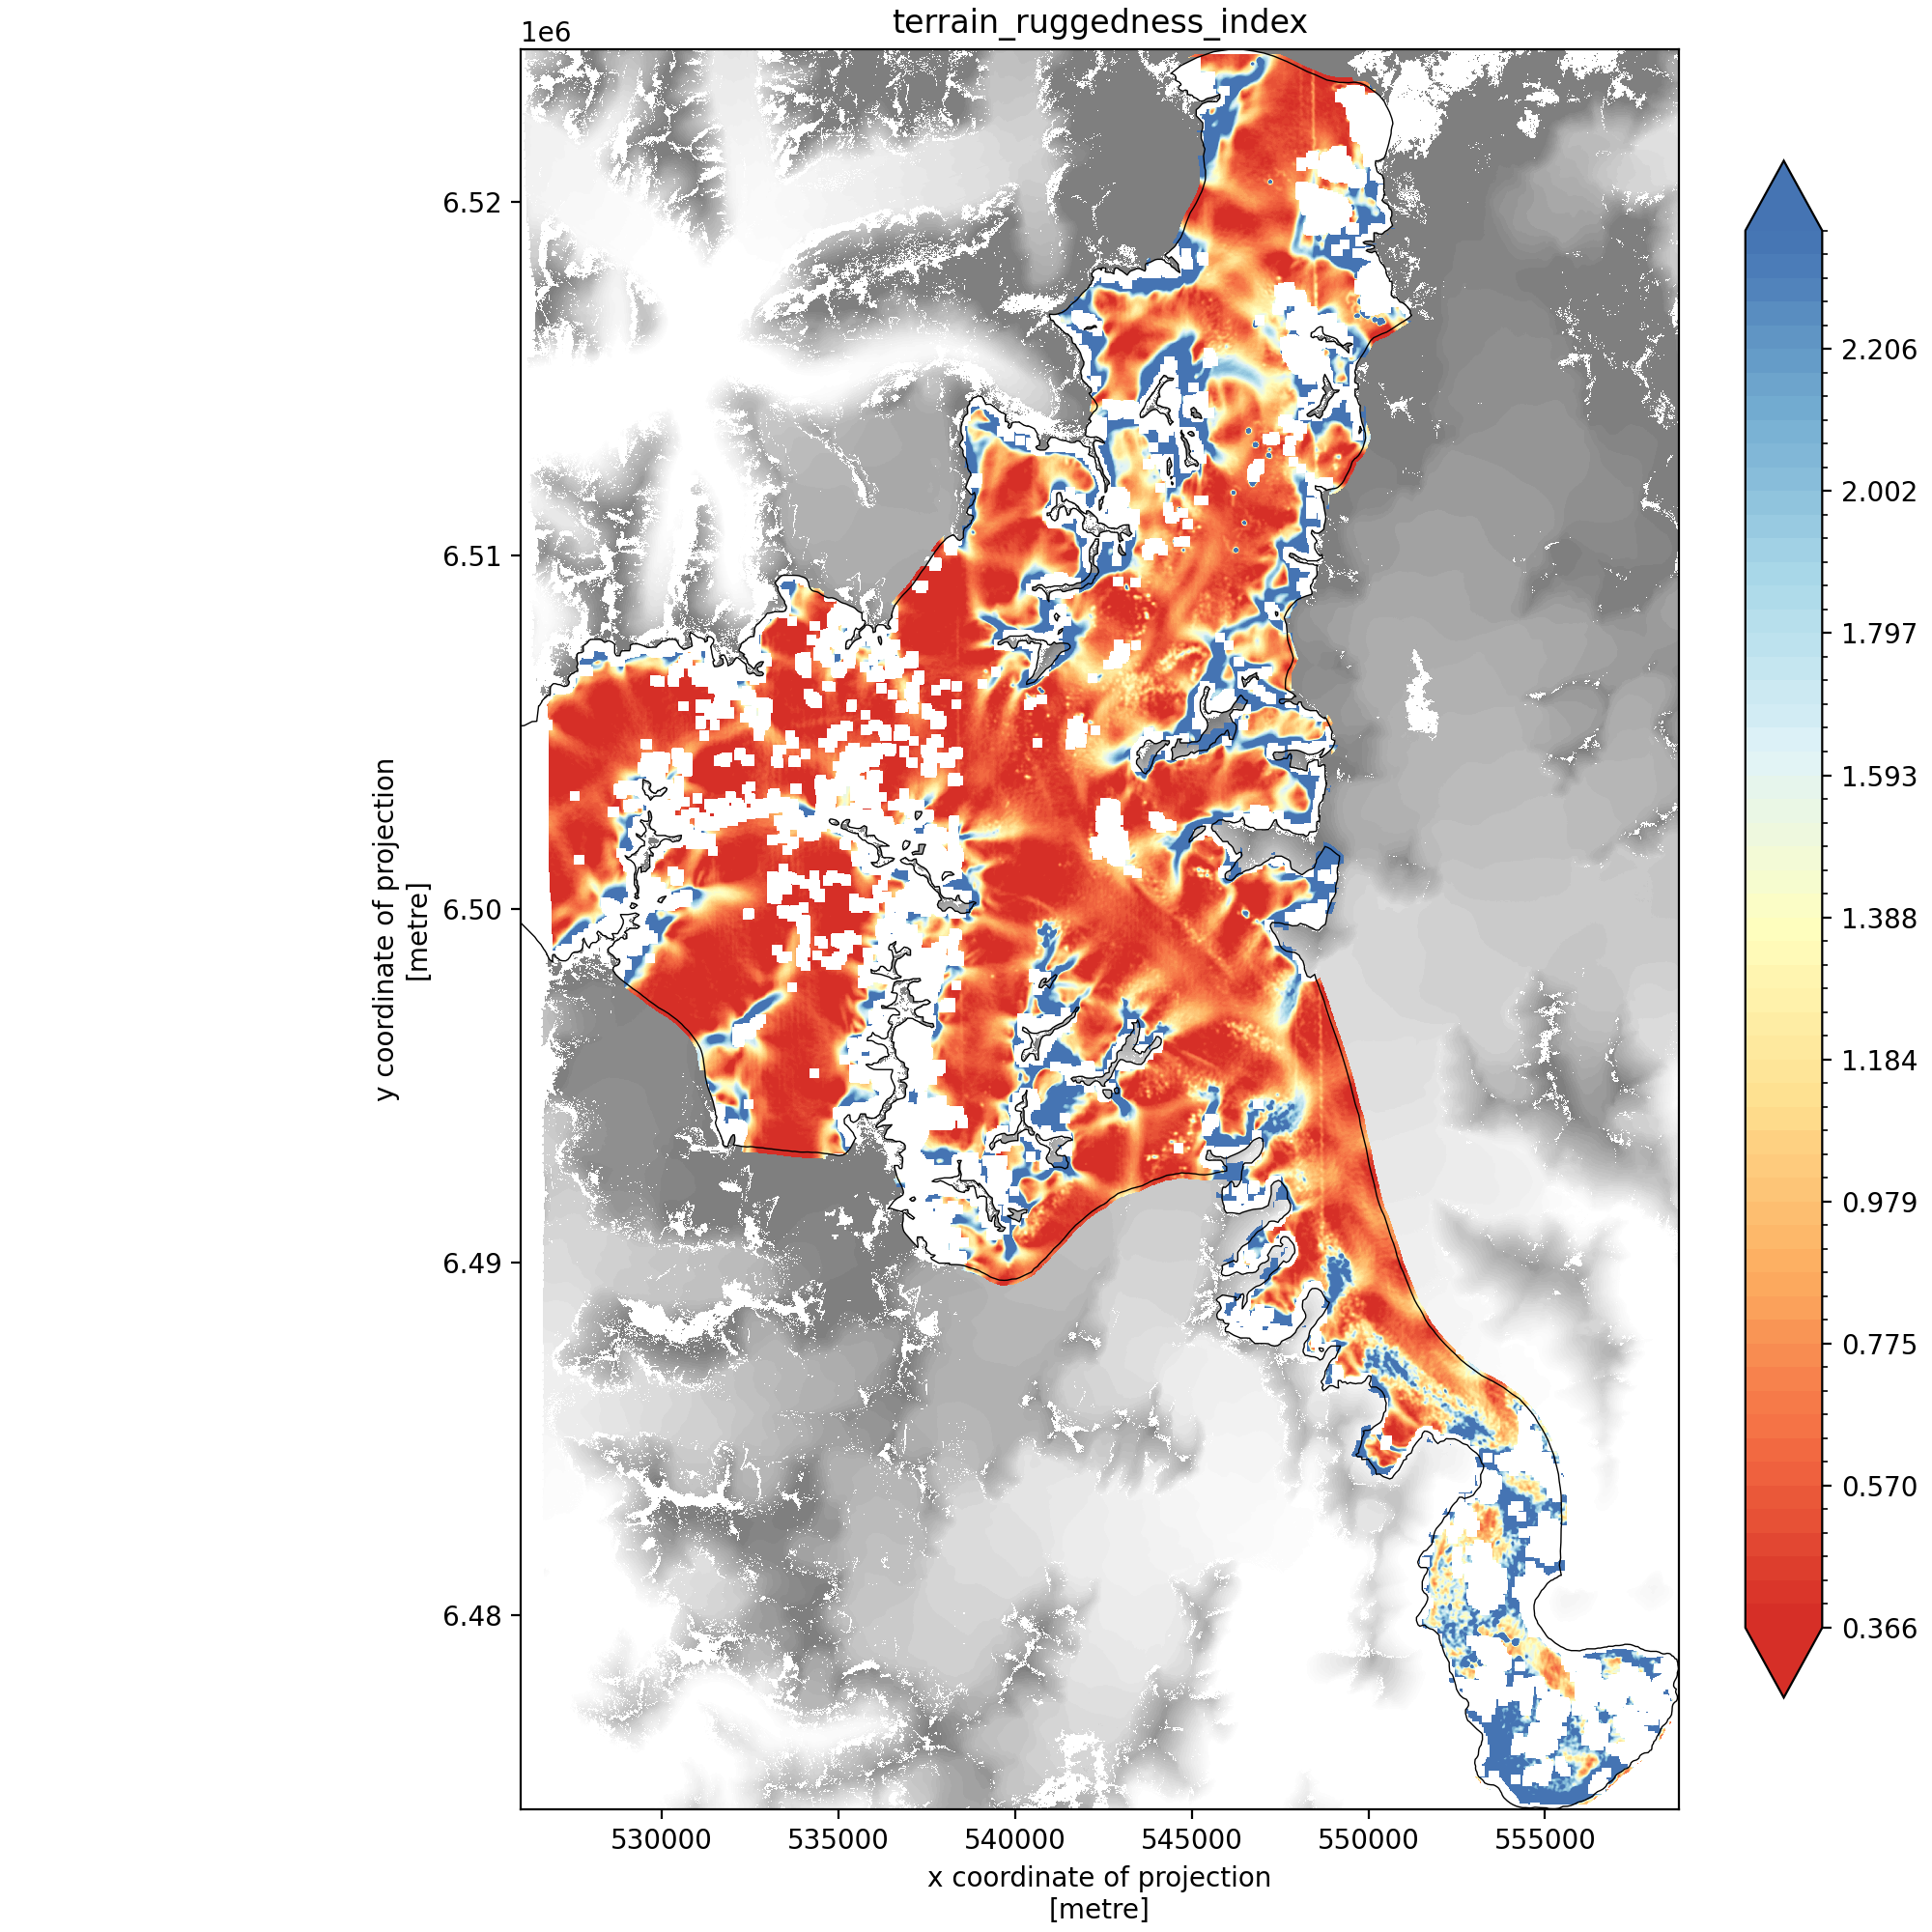 terrain_ruggedness_index
1e6
6.52
6.51
6.50
6.49
6.48
y coordinate of projection
[metre]
530000 535000 540000 545000 550000 555000
x coordinate of projection
[metre]
2.206
2.002
1.797
1.593
1.388
1.184
0.979
0.775
0.570
0.366